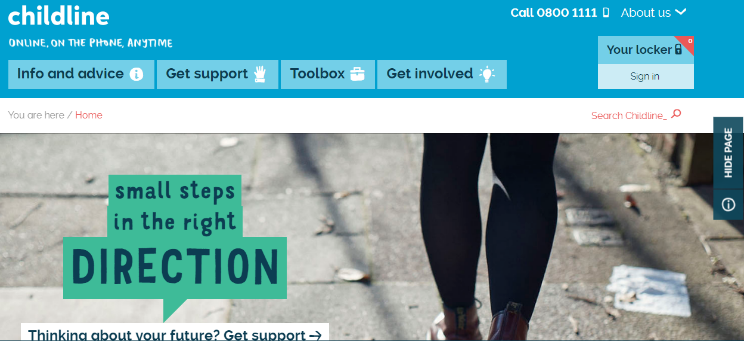 childline
ONLINE, ON THE PHONE, ANYTIME
Call 0800 1111
About us
Your locker
0
Sign in
Info and advice
Get support
Toolbox
Get involved
You are here / Home
Search Childline_
HIDE PAGE
small steps
in the right
DIRECTION
Thinking about your future? Get support →